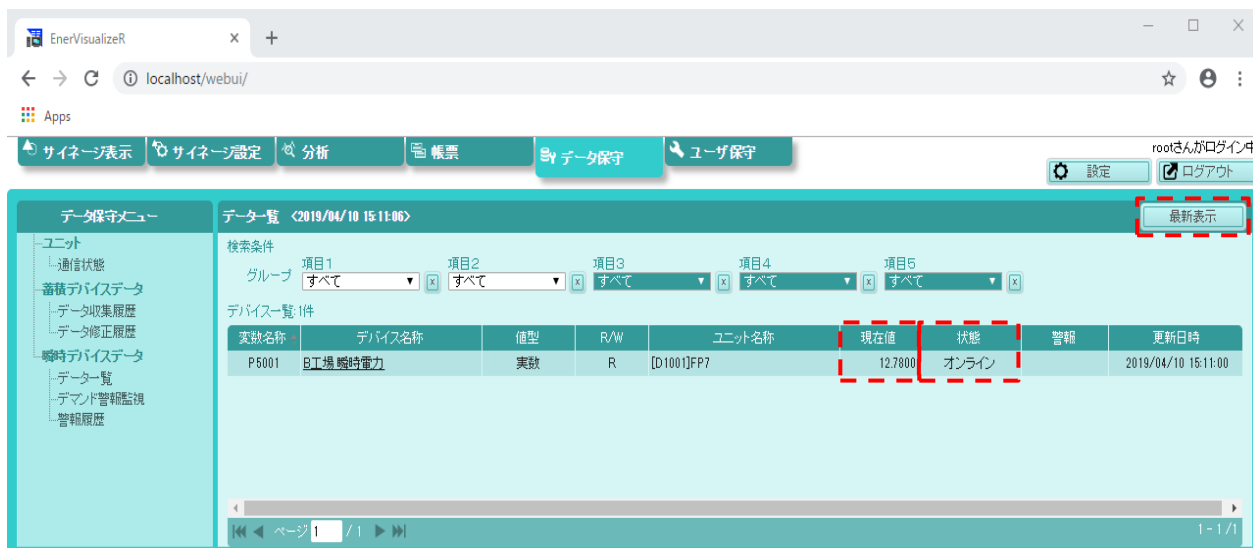 EnerVisualizeR
localhost/webui/
Apps
サイネージ表示 サイネージ設定 分析 帳票 データ保守 ユーザ保守
rootさんがログイン中
設定 ログアウト
データ保守メニュー
ユニット
通信状態
蓄積デバイスデータ
データ収集履歴
データ修正履歴
瞬時デバイスデータ
データ一覧
デマンド警報監視
警報履歴
データ一覧 <2019/04/10 15:11:06>
最新表示
検索条件
項目1 項目2 項目3 項目4 項目5
グループ すべて x すべて x すべて x すべて x すべて x
デバイス一覧:1件
変数名称 デバイス名称 値型 R/W ユニット名称 現在値 状態 警報 更新日時
P5001 B工場 瞬時電力 実数 R [D1001]FP7 12.7800 オンライン 2019/04/10 15:11:00
ページ 1 / 1
1 - 1 /1